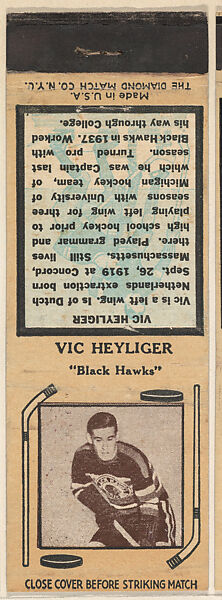 Made in U.S.A.
THE DIAMOND MATCH CO. N.Y.C.
VIC HEYLIGER
Vic is a left wing. Is of Dutch
Netherlands extraction born
Sept. 26, 1919 at Concord,
Massachusetts. Still lives
there. Played grammar and
high school hockey prior to
playing left wing for three
seasons with University of
Michigan hockey team, of
which he was Captain last
season. Turned pro with
Black Hawks in 1937. Worked
his way through College.
VIC HEYLIGER
"Black Hawks"
CLOSE COVER BEFORE STRIKING MATCH